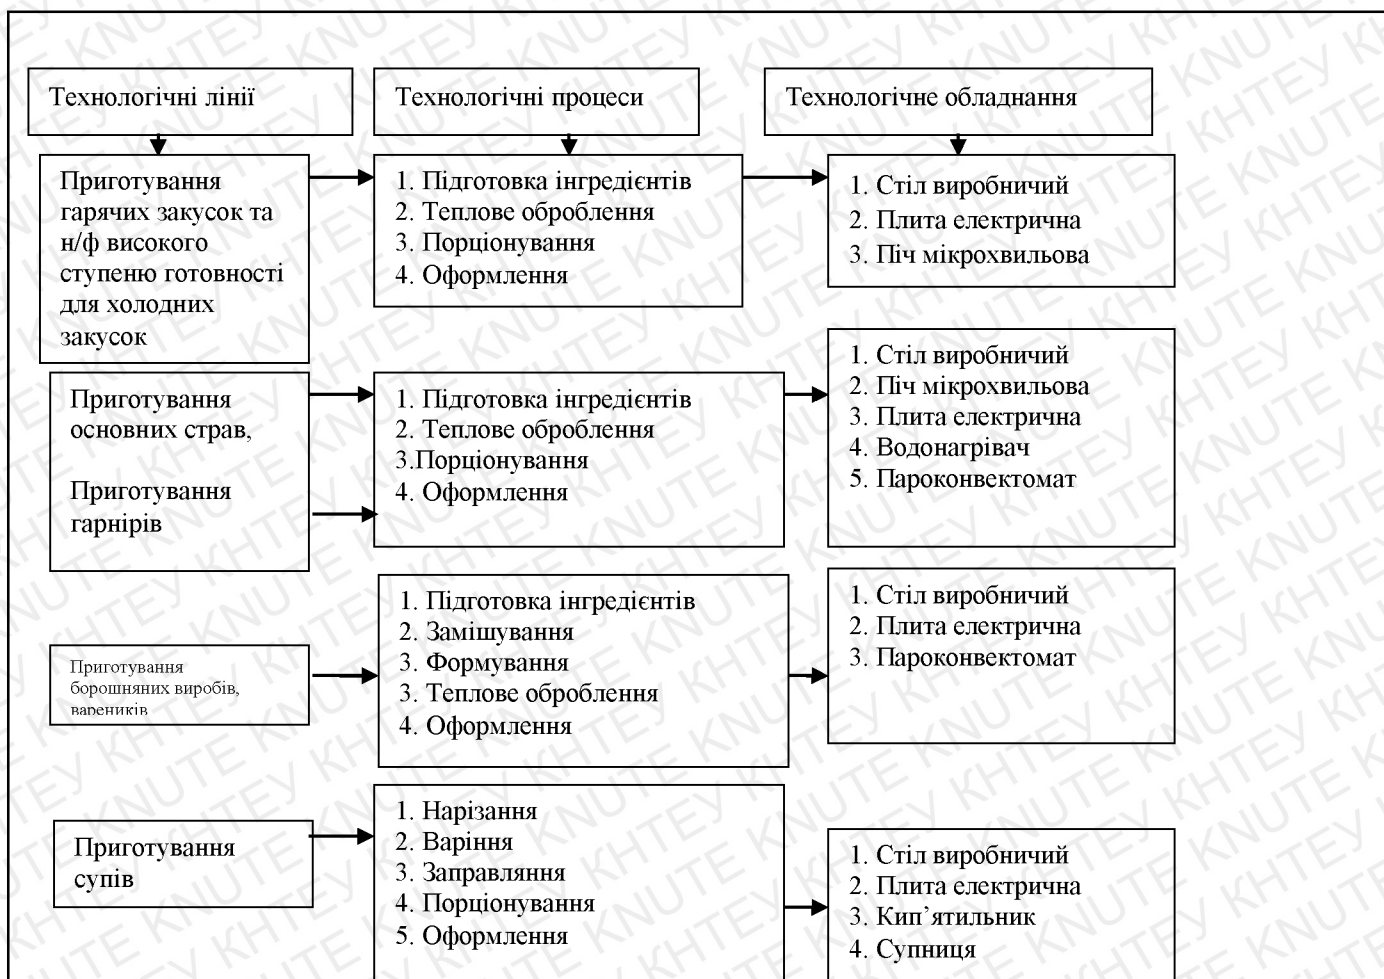 Технологічні лінії
Технологічні процеси
Технологічне обладнання
Приготування
гарячих закусок та
н/ф високого
ступеню готовності
для холодних
закусок
1. Підготовка інгредієнтів
2. Теплове оброблення
3. Порціонування
4. Оформлення
1. Стіл виробничий
2. Плита електрична
3. Піч мікрохвильова
Приготування
основних страв,
Приготування
гарнірів
1. Підготовка інгредієнтів
2. Теплове оброблення
3.Порціонування
4. Оформлення
1. Стіл виробничий
2. Піч мікрохвильова
3. Плита електрична
4. Водонагрівач
5. Пароконвектомат
Приготування
борошняних виробів,
вареників
1. Підготовка інгредієнтів
2. Замішування
3. Формування
3. Теплове оброблення
4. Оформлення
1. Стіл виробничий
2. Плита електрична
3. Пароконвектомат
Приготування
супів
1. Нарізання
2. Варіння
3. Заправляння
4. Порціонування
5. Оформлення
1. Стіл виробничий
2. Плита електрична
3. Кип’ятильник
4. Супниця